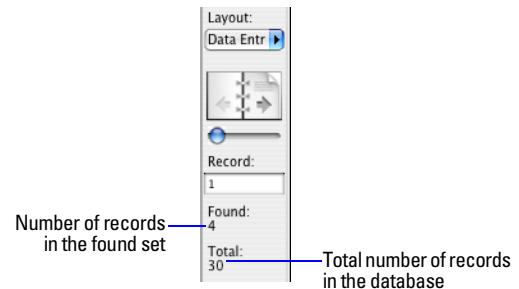 Layout:
Data Entr
Record:
1
Found:
Number of records
4
in the found set
Total:
Total number of records
30
in the database